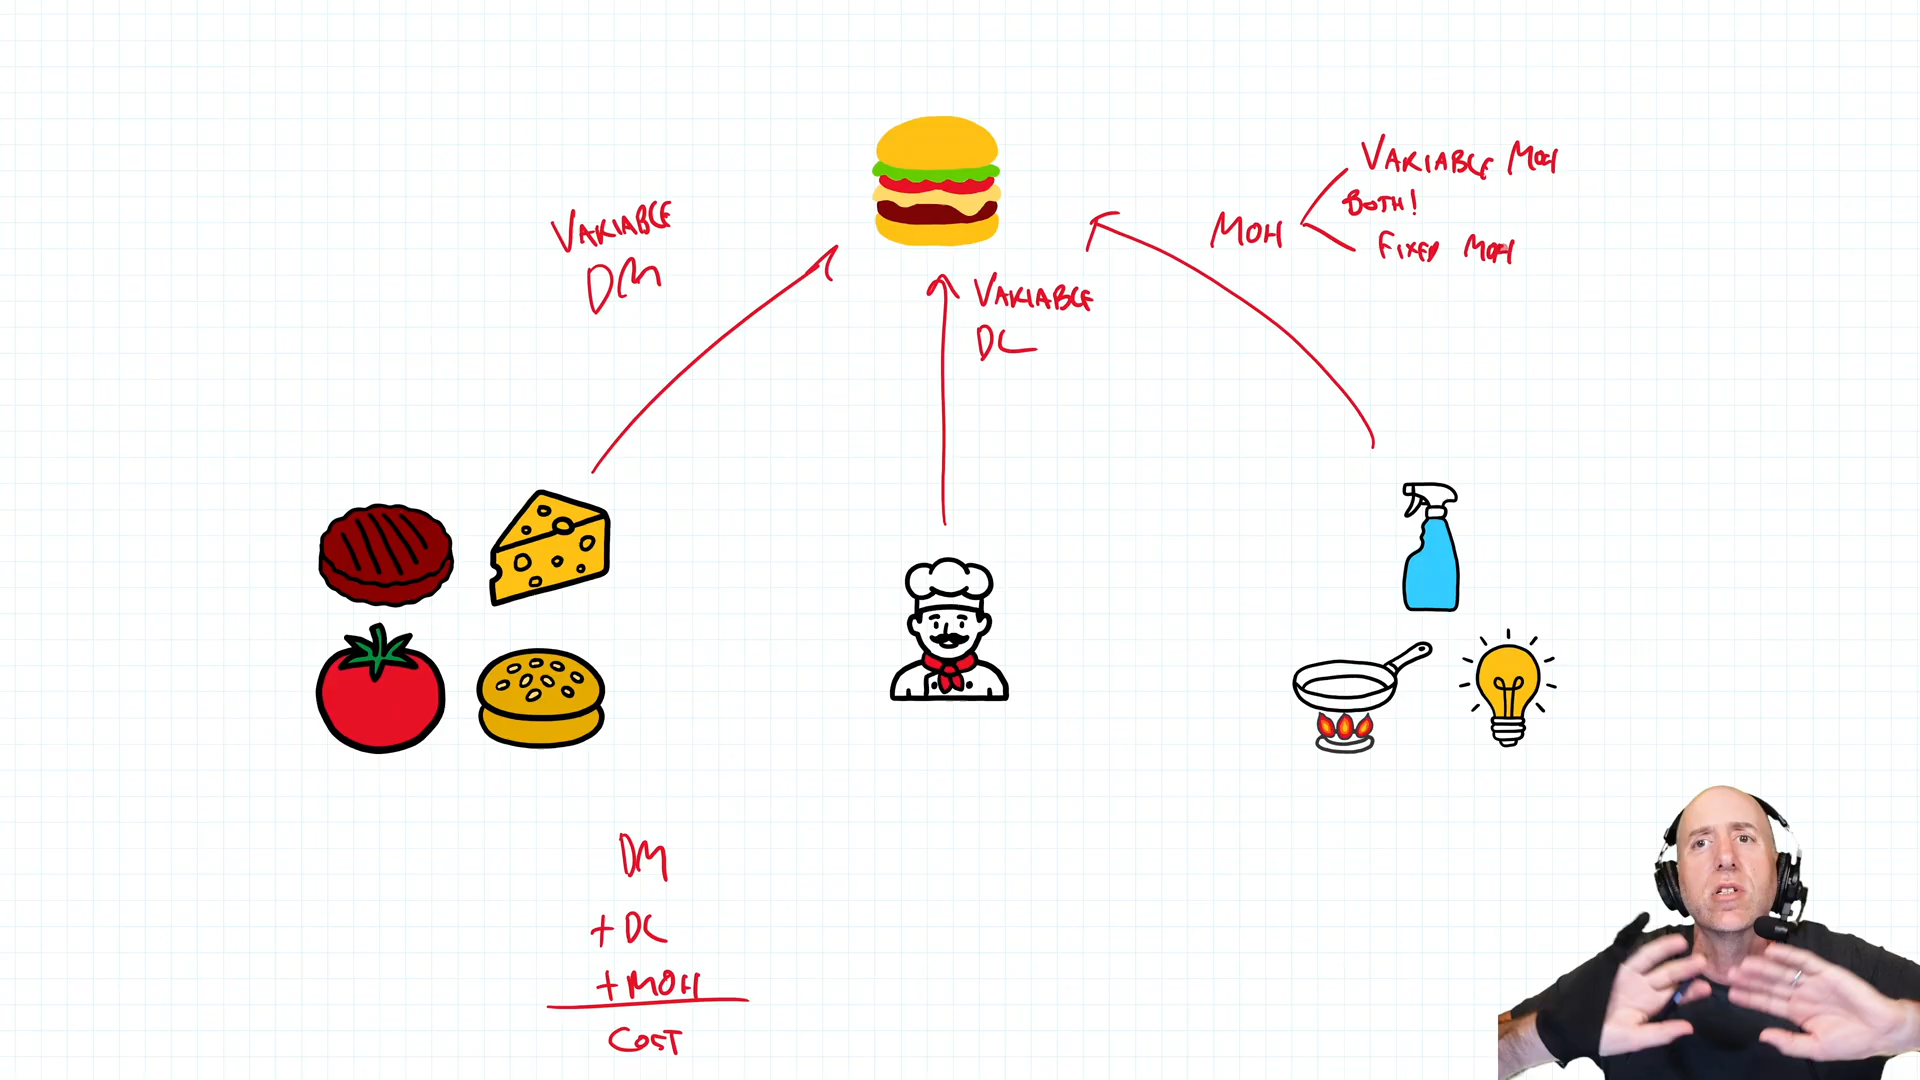 VARIABLE
DM
VARIABLE
DL
MOH
VARIABLE MOH
BOTH!
FIXED MOH
DM
+ DL
+ MOH
COST